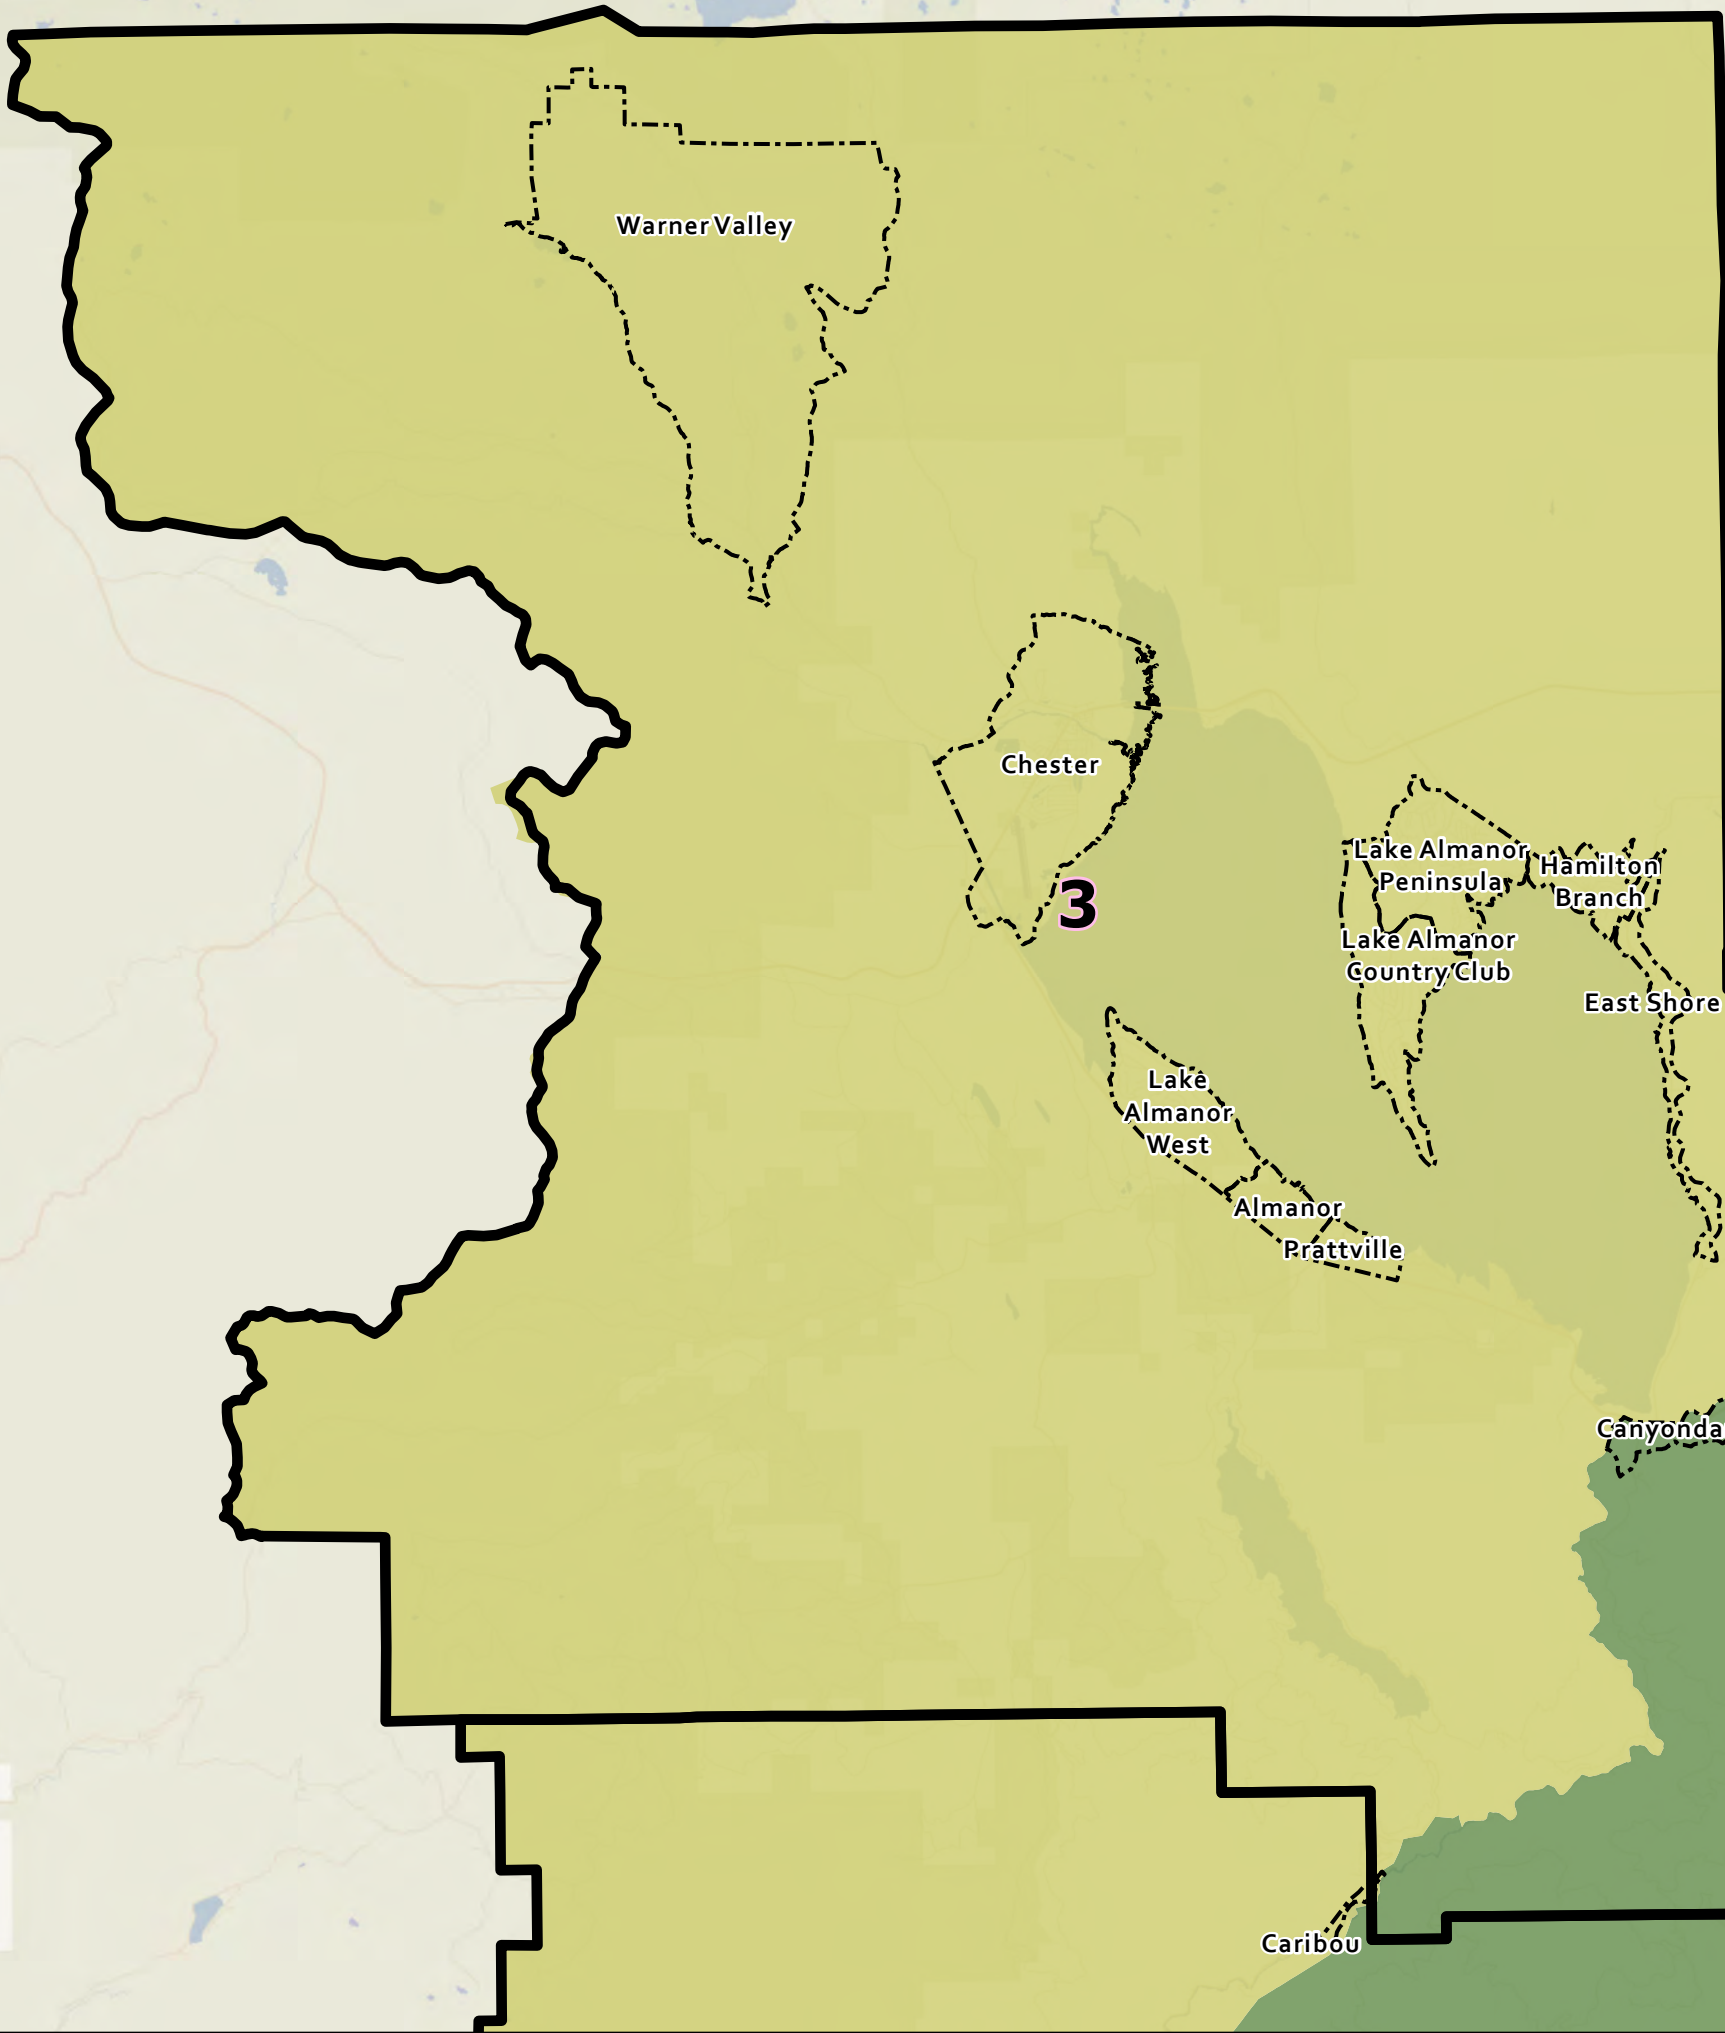 Warner Valley
Chester
Lake Almanor
Peninsula
Hamilton
Branch
3
Lake Almanor
Country Club
East Shore
Lake
Almanor
West
Almanor
Prattville
Canyonda
Caribou